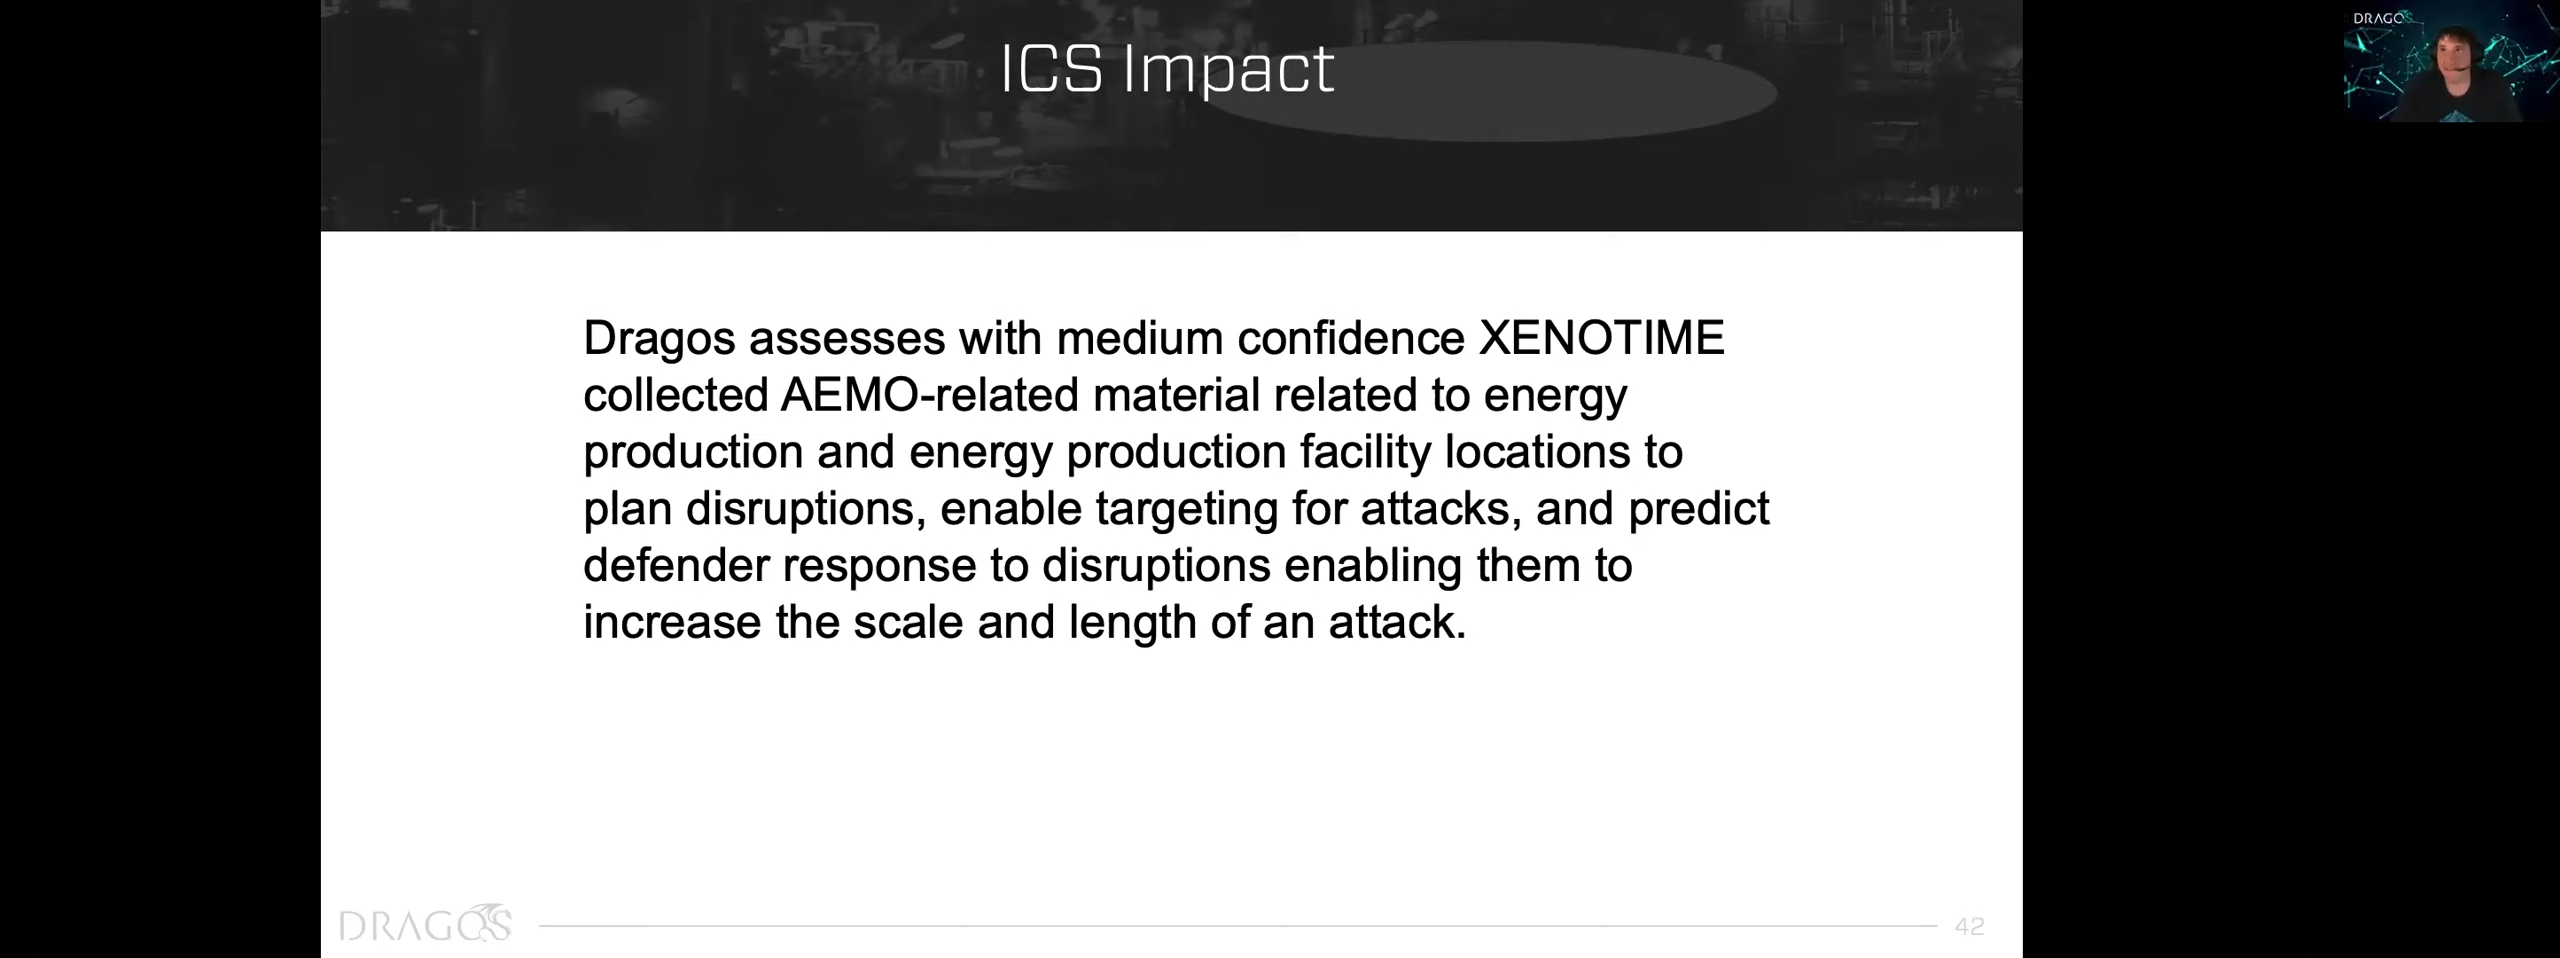 ICS Impact
DRAGOS
Dragos assesses with medium confidence XENOTIME
collected AEMO-related material related to energy
production and energy production facility locations to
plan disruptions, enable targeting for attacks, and predict
defender response to disruptions enabling them to
increase the scale and length of an attack.
DRAGOS
42